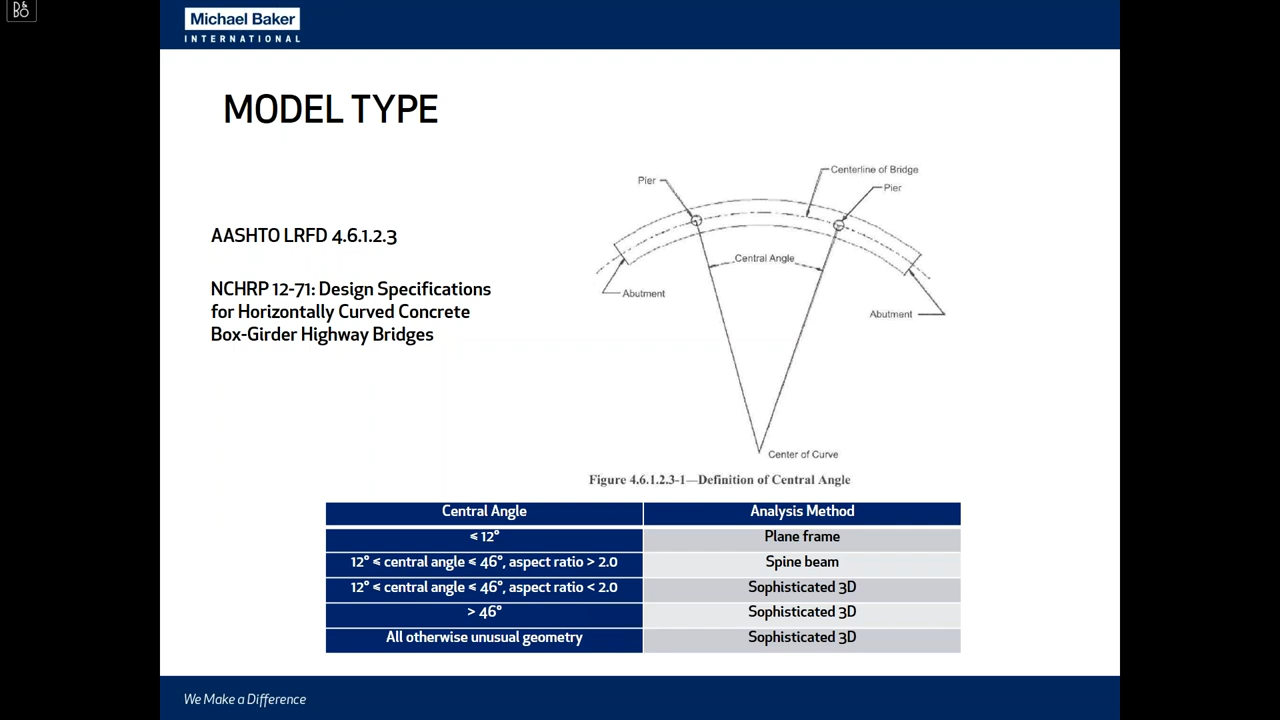 B&
BO
Michael Baker
INTERNATIONAL
MODEL TYPE
AASHTO LRFD 4.6.1.2.3
NCHRP 12-71: Design Specifications
for Horizontally Curved Concrete
Box-Girder Highway Bridges
Pier
Centerline of Bridge
Pier
Central Angle
Abutment
Abutment
Center of Curve
Figure 4.6.1.2.3-1—Definition of Central Angle
Central Angle Analysis Method
≤ 12° Plane frame
12° ≤ central angle ≤ 46°, aspect ratio > 2.0 Spine beam
12° ≤ central angle ≤ 46°, aspect ratio < 2.0 Sophisticated 3D
> 46° Sophisticated 3D
All otherwise unusual geometry Sophisticated 3D
We Make a Difference